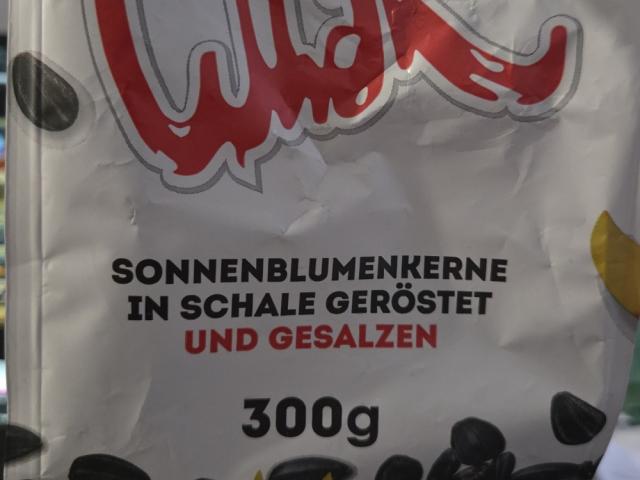 SONNENBLUMENKERNE
IN SCHALE GERÖSTET
UND GESALZEN
300g